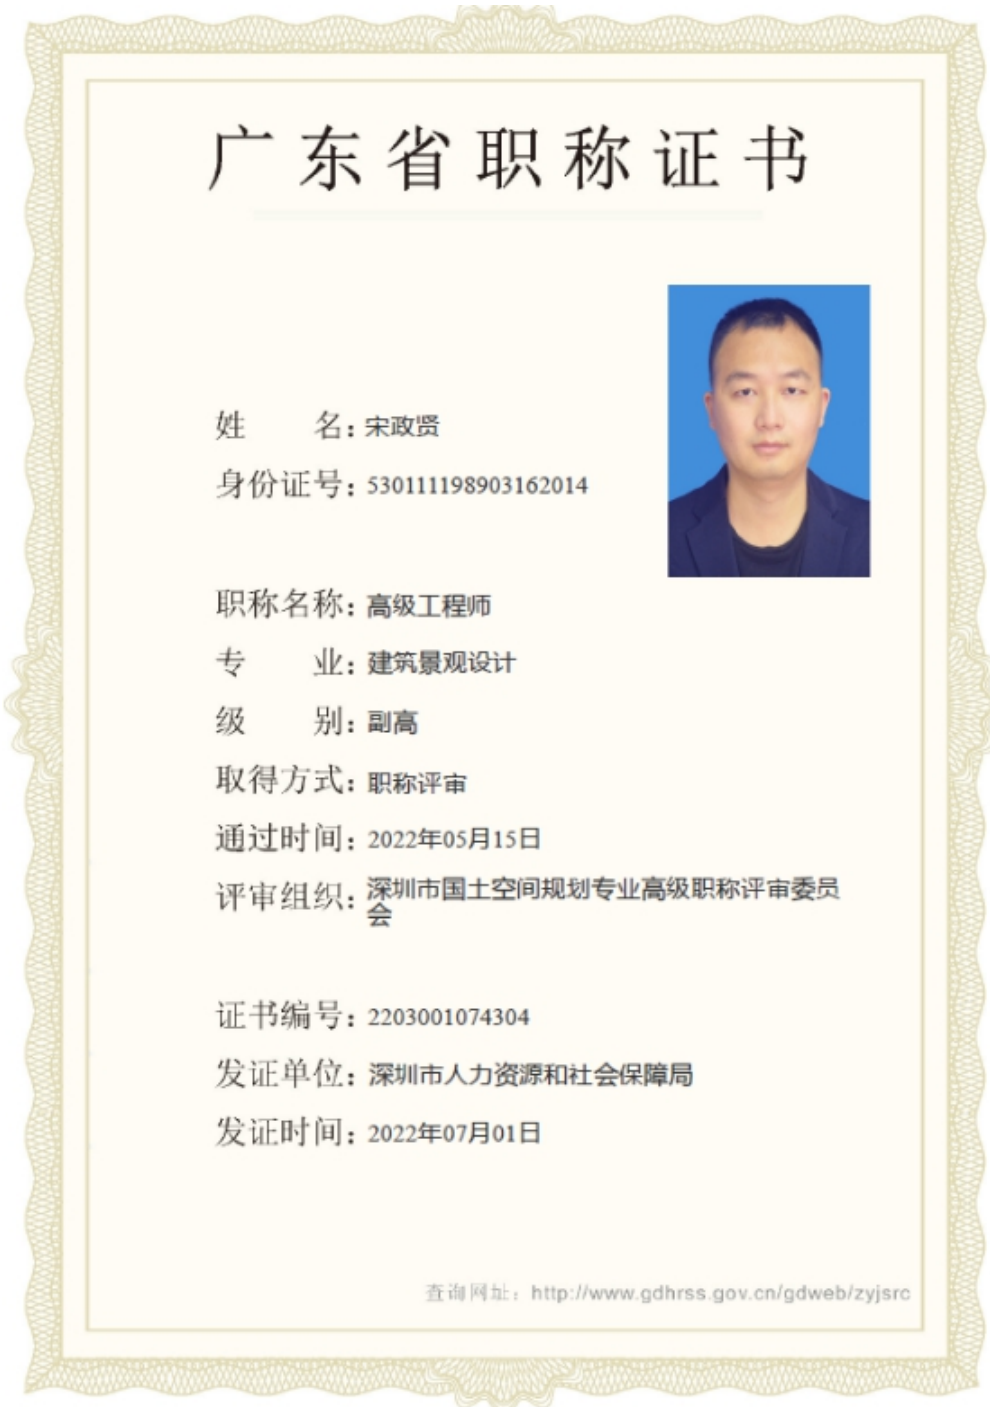 广东省职称证书
姓　　名：宋政贤
身份证号：530111198903162014
职称名称：高级工程师
专　　业：建筑景观设计
级　　别：副高
取得方式：职称评审
通过时间：2022年05月15日
评审组织：深圳市国土空间规划专业高级职称评审委员
会
证书编号：2203001074304
发证单位：深圳市人力资源和社会保障局
发证时间：2022年07月01日
查询网址：http://www.gdhrss.gov.cn/gdweb/zyjsrc